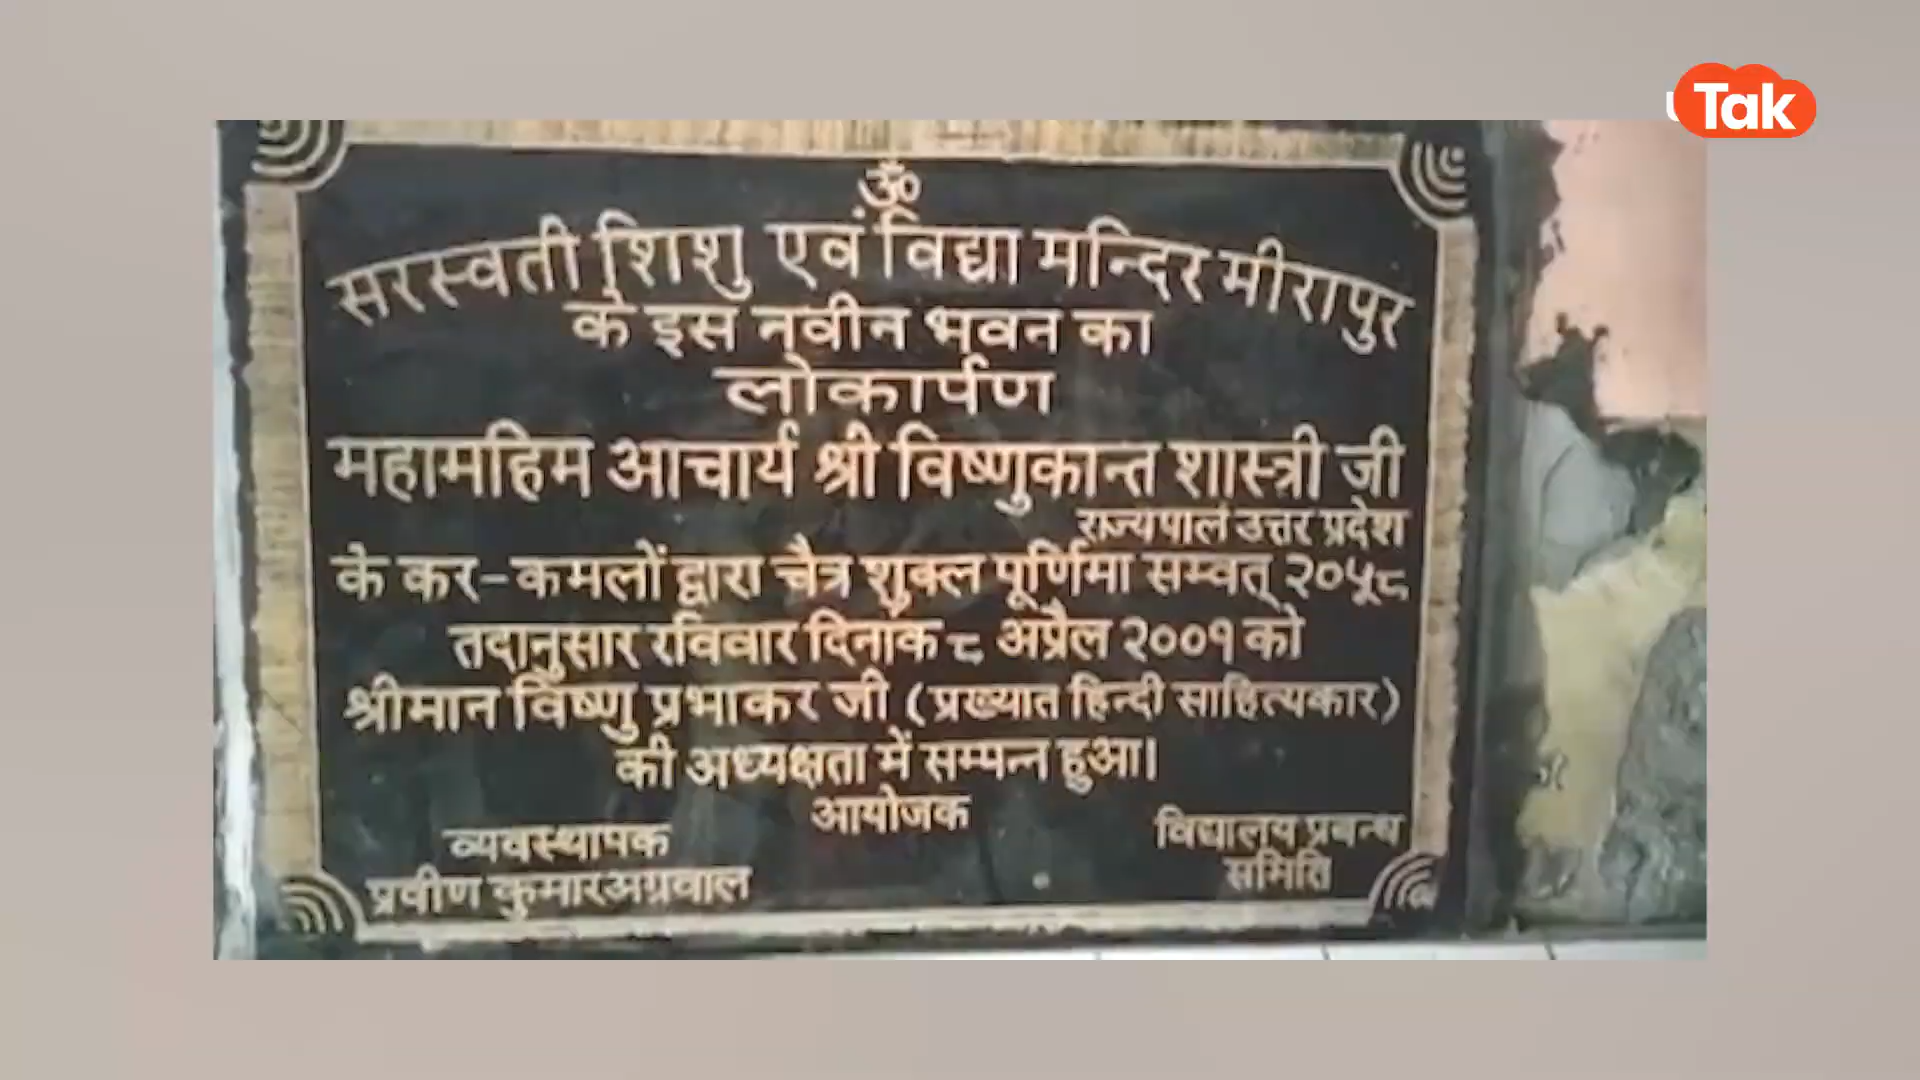 Tak
ॐ
सरस्वती शिशु एवं विद्या मन्दिर मीरापुर
के इस नवीन भवन का
लोकार्पण
महामहिम आचार्य श्री विष्णुकान्त शास्त्री जी
राज्यपाल उत्तर प्रदेश
के कर-कमलों द्वारा चैत्र शुक्ल पूर्णिमा सम्वत् २०५८
तदानुसार रविवार दिनांक ८ अप्रैल २००१ को
श्रीमान विष्णु प्रभाकर जी (प्रख्यात हिन्दी साहित्यकार)
की अध्यक्षता में सम्पन्न हुआ।
आयोजक
व्यवस्थापक
प्रवीण कुमार अग्रवाल
विद्यालय प्रबन्ध
समिति